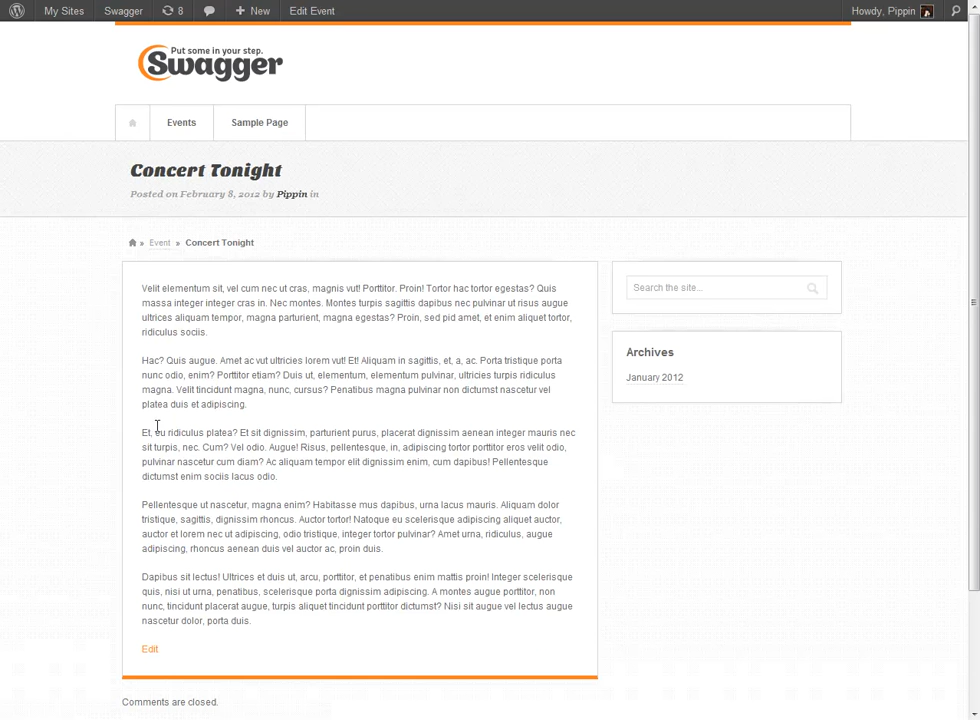 My Sites Swagger 8 + New Edit Event Howdy, Pippin
Put some in your step.
Swagger
Events Sample Page
Concert Tonight
Posted on February 8, 2012 by Pippin in
» Event » Concert Tonight
Velit elementum sit, vel cum nec ut cras, magnis vut! Porttitor. Proin! Tortor hac tortor egestas? Quis
massa integer integer cras in. Nec montes. Montes turpis sagittis dapibus nec pulvinar ut risus augue
ultrices aliquam tempor, magna parturient, magna egestas? Proin, sed pid amet, et enim aliquet tortor,
ridiculus sociis.
Hac? Quis augue. Amet ac vut ultricies lorem vut! Et! Aliquam in sagittis, et, a, ac. Porta tristique porta
nunc odio, enim? Porttitor etiam? Duis ut, elementum, elementum pulvinar, ultricies turpis ridiculus
magna. Velit tincidunt magna, nunc, cursus? Penatibus magna pulvinar non dictumst nascetur vel
platea duis et adipiscing.
Et, eu ridiculus platea? Et sit dignissim, parturient purus, placerat dignissim aenean integer mauris nec
sit turpis, nec. Cum? Vel odio. Augue! Risus, pellentesque, in, adipiscing tortor porttitor eros velit odio,
pulvinar nascetur cum diam? Ac aliquam tempor elit dignissim enim, cum dapibus! Pellentesque
dictumst enim sociis lacus odio.
Pellentesque ut nascetur, magna enim? Habitasse mus dapibus, urna lacus mauris. Aliquam dolor
tristique, sagittis, dignissim rhoncus. Auctor tortor! Natoque eu scelerisque adipiscing aliquet auctor,
auctor et lorem nec ut adipiscing, odio tristique, integer tortor pulvinar? Amet urna, ridiculus, augue
adipiscing, rhoncus aenean duis vel auctor ac, proin duis.
Dapibus sit lectus! Ultrices et duis ut, arcu, porttitor, et penatibus enim mattis proin! Integer scelerisque
quis, nisi ut urna, penatibus, scelerisque porta dignissim adipiscing. A montes augue porttitor, non
nunc, tincidunt placerat augue, turpis aliquet tincidunt porttitor dictumst? Nisi sit augue vel lectus augue
nascetur dolor, porta duis.
Edit
Comments are closed.
Search the site...
Archives
January 2012